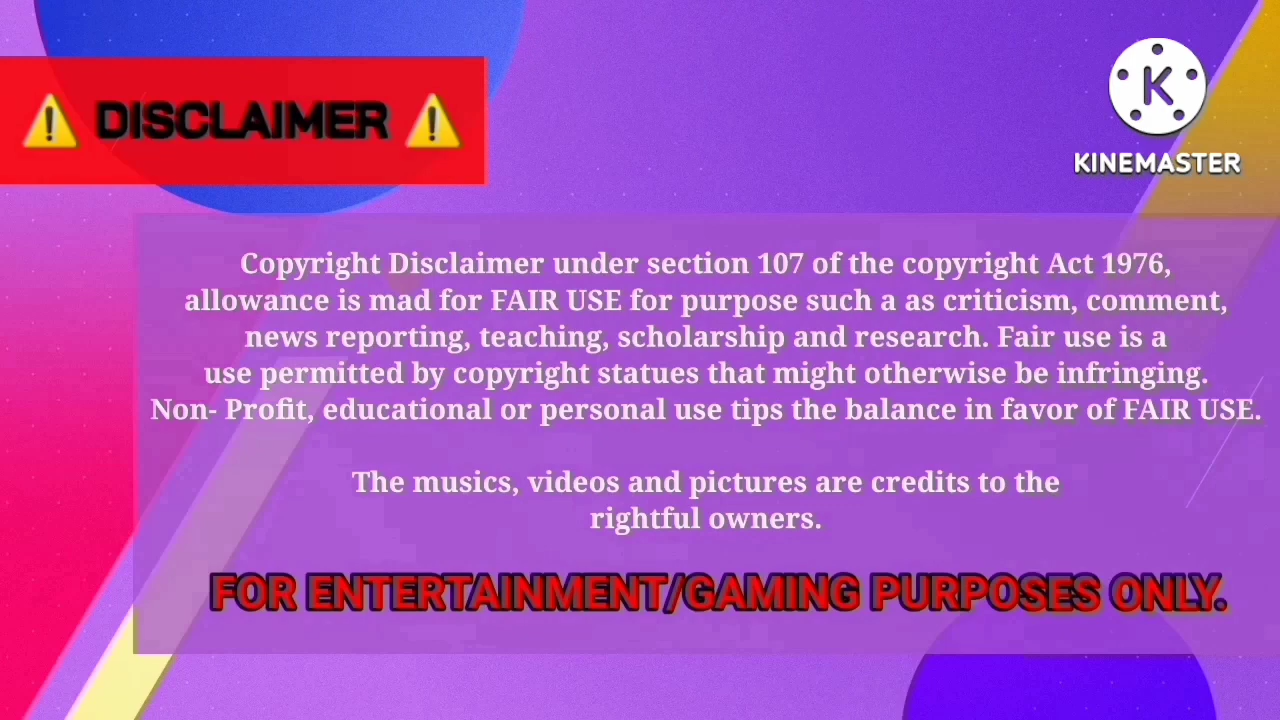 ⚠️ DISCLAIMER ⚠️
K
KINEMASTER
Copyright Disclaimer under section 107 of the copyright Act 1976,
allowance is mad for FAIR USE for purpose such a as criticism, comment,
news reporting, teaching, scholarship and research. Fair use is a
use permitted by copyright statues that might otherwise be infringing.
Non- Profit, educational or personal use tips the balance in favor of FAIR USE.
The musics, videos and pictures are credits to the
rightful owners.
FOR ENTERTAINMENT/GAMING PURPOSES ONLY.